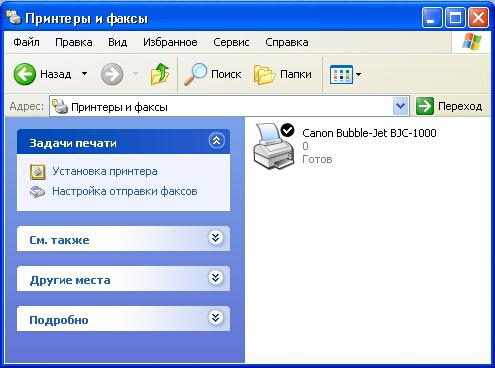 Принтеры и факсы
Файл Правка Вид Избранное Сервис Справка
Назад Поиск Папки
Адрес: Принтеры и факсы Переход
Задачи печати
Установка принтера
Настройка отправки факсов
См. также
Другие места
Подробно
Canon Bubble-Jet BJC-1000
0
Готов